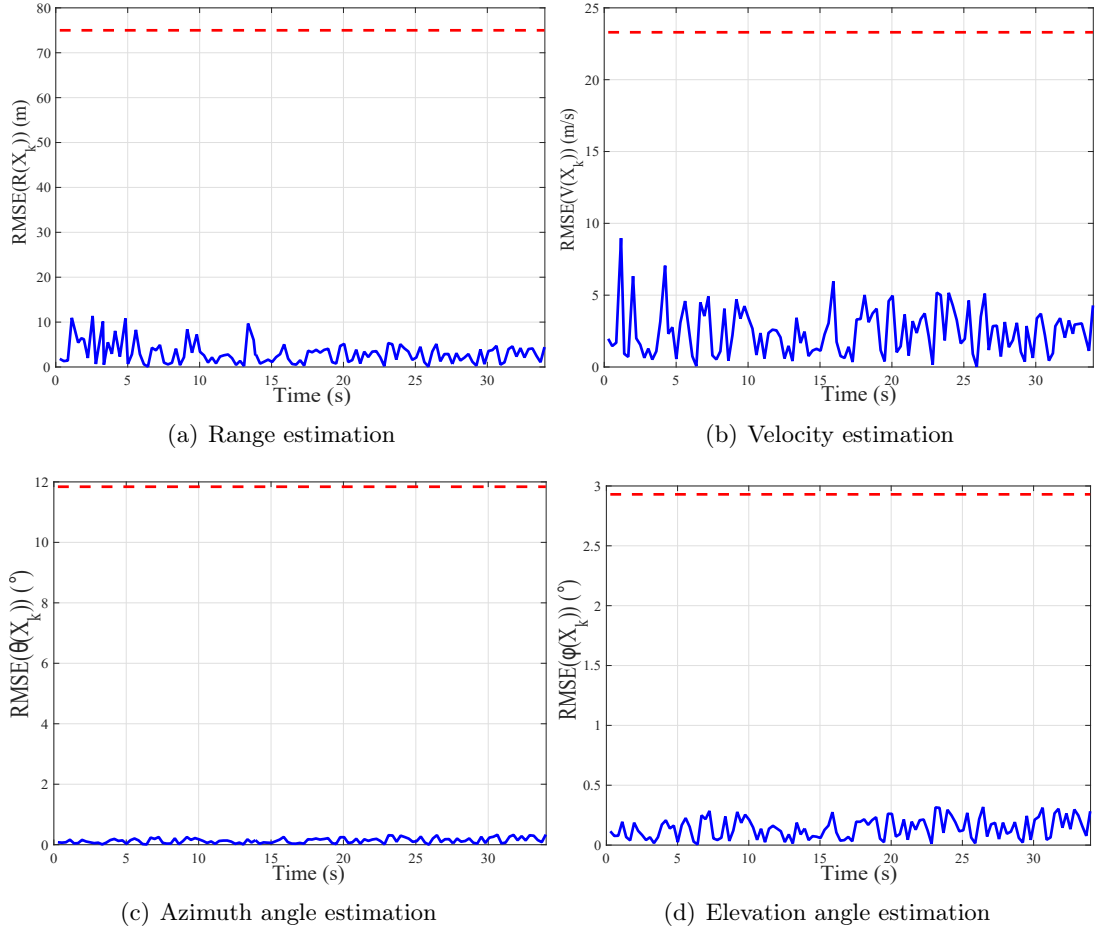 80
70
60
50
40
30
20
10
0
RMSE(R(X_k)) (m)
0 5 10 15 20 25 30
Time (s)
(a) Range estimation
25
20
15
10
5
0
RMSE(V(X_k)) (m/s)
0 5 10 15 20 25 30
Time (s)
(b) Velocity estimation
12
10
8
6
4
2
0
RMSE(θ(X_k)) (°)
0 5 10 15 20 25 30
Time (s)
(c) Azimuth angle estimation
3
2.5
2
1.5
1
0.5
0
RMSE(φ(X_k)) (°)
0 5 10 15 20 25 30
Time (s)
(d) Elevation angle estimation